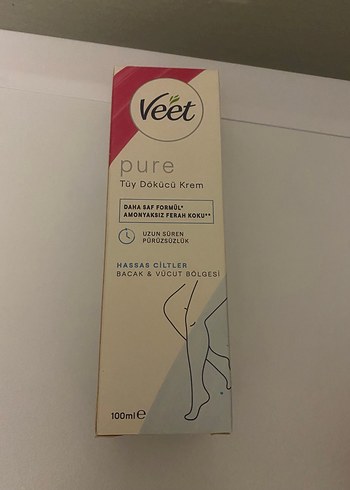 Veet
pure
Tüy Dökücü Krem
DAHA SAF FORMÜL*
AMONYAKSIZ FERAH KOKU**
UZUN SÜREN
PÜRÜZSÜZLÜK
HASSAS CİLTLER
BACAK & VÜCUT BÖLGESİ
100ml℮